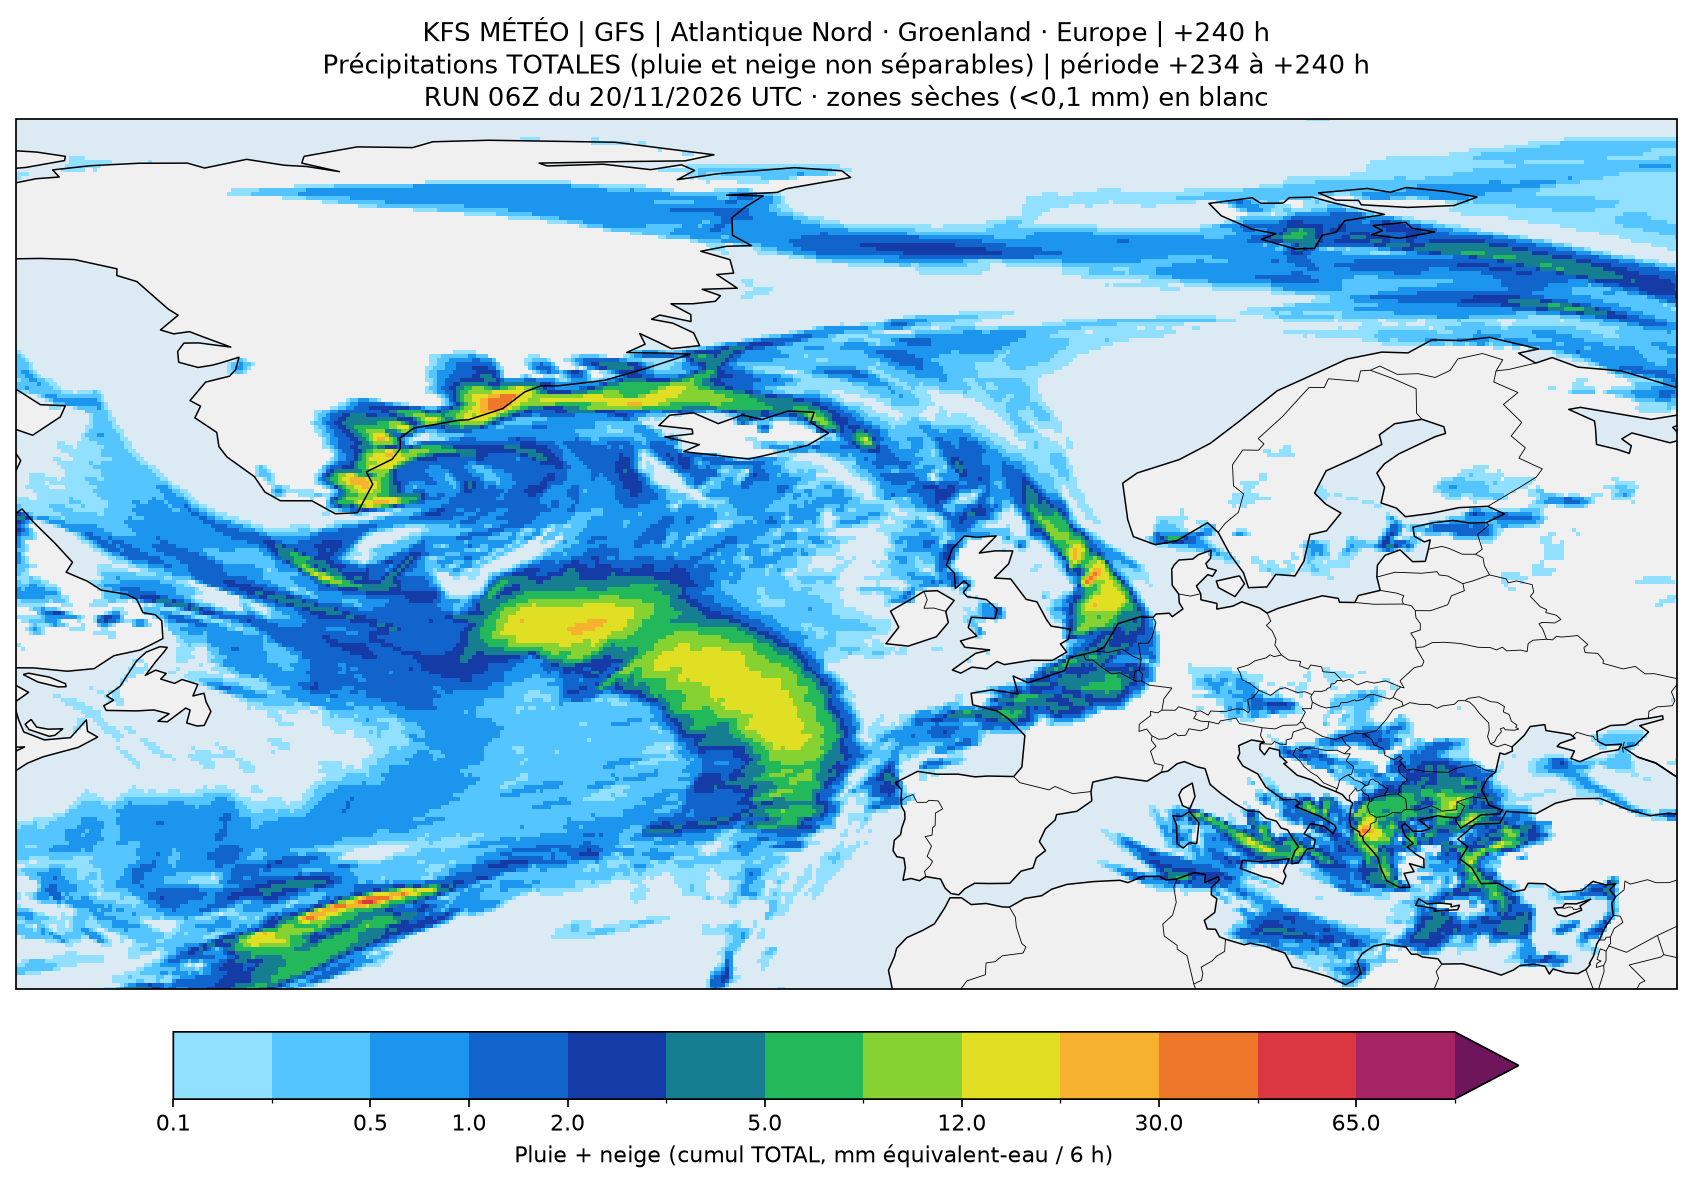 KFS MÉTÉO | GFS | Atlantique Nord · Groenland · Europe | +240 h
Précipitations TOTALES (pluie et neige non séparables) | période +234 à +240 h
RUN 06Z du 20/11/2026 UTC · zones sèches (<0,1 mm) en blanc
0.1 0.5 1.0 2.0 5.0 12.0 30.0 65.0
Pluie + neige (cumul TOTAL, mm équivalent-eau / 6 h)